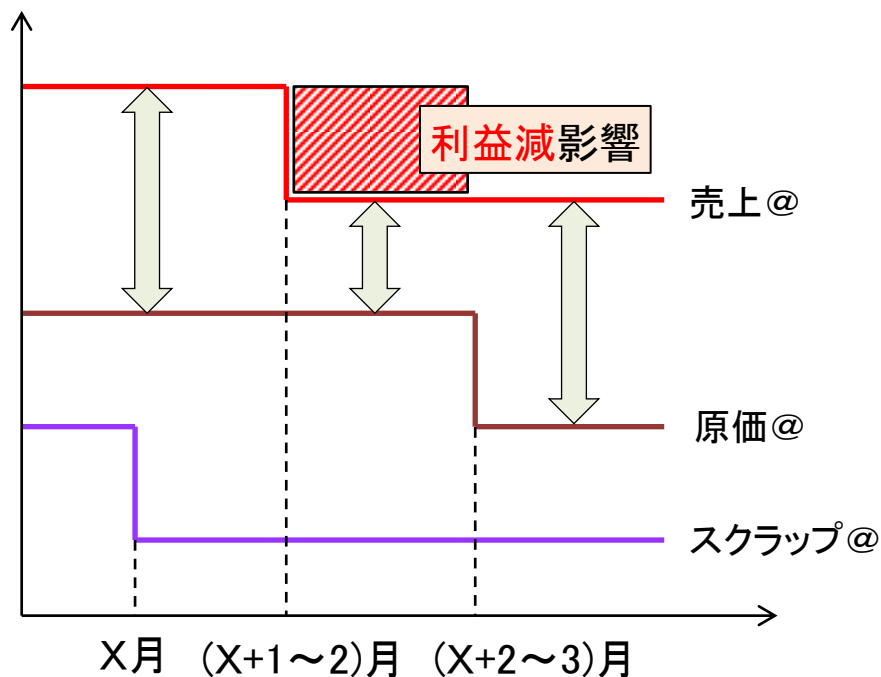 利益減影響
売上＠
原価＠
スクラップ＠
X月 (X+1～2)月 (X+2～3)月